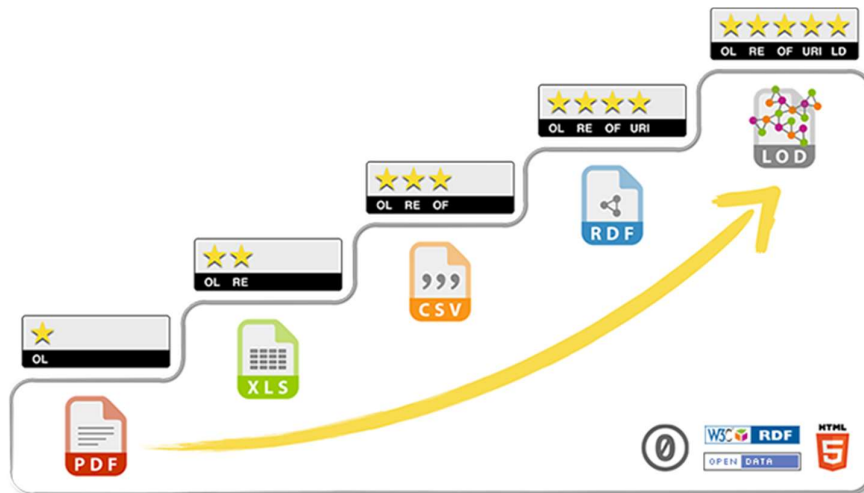 OL RE OF URI LD
OL RE OF URI
LOD
OL RE OF
RDF
OL RE
CSV
OL
XLS
PDF
0
W3C RDF
OPEN DATA
HTML
5